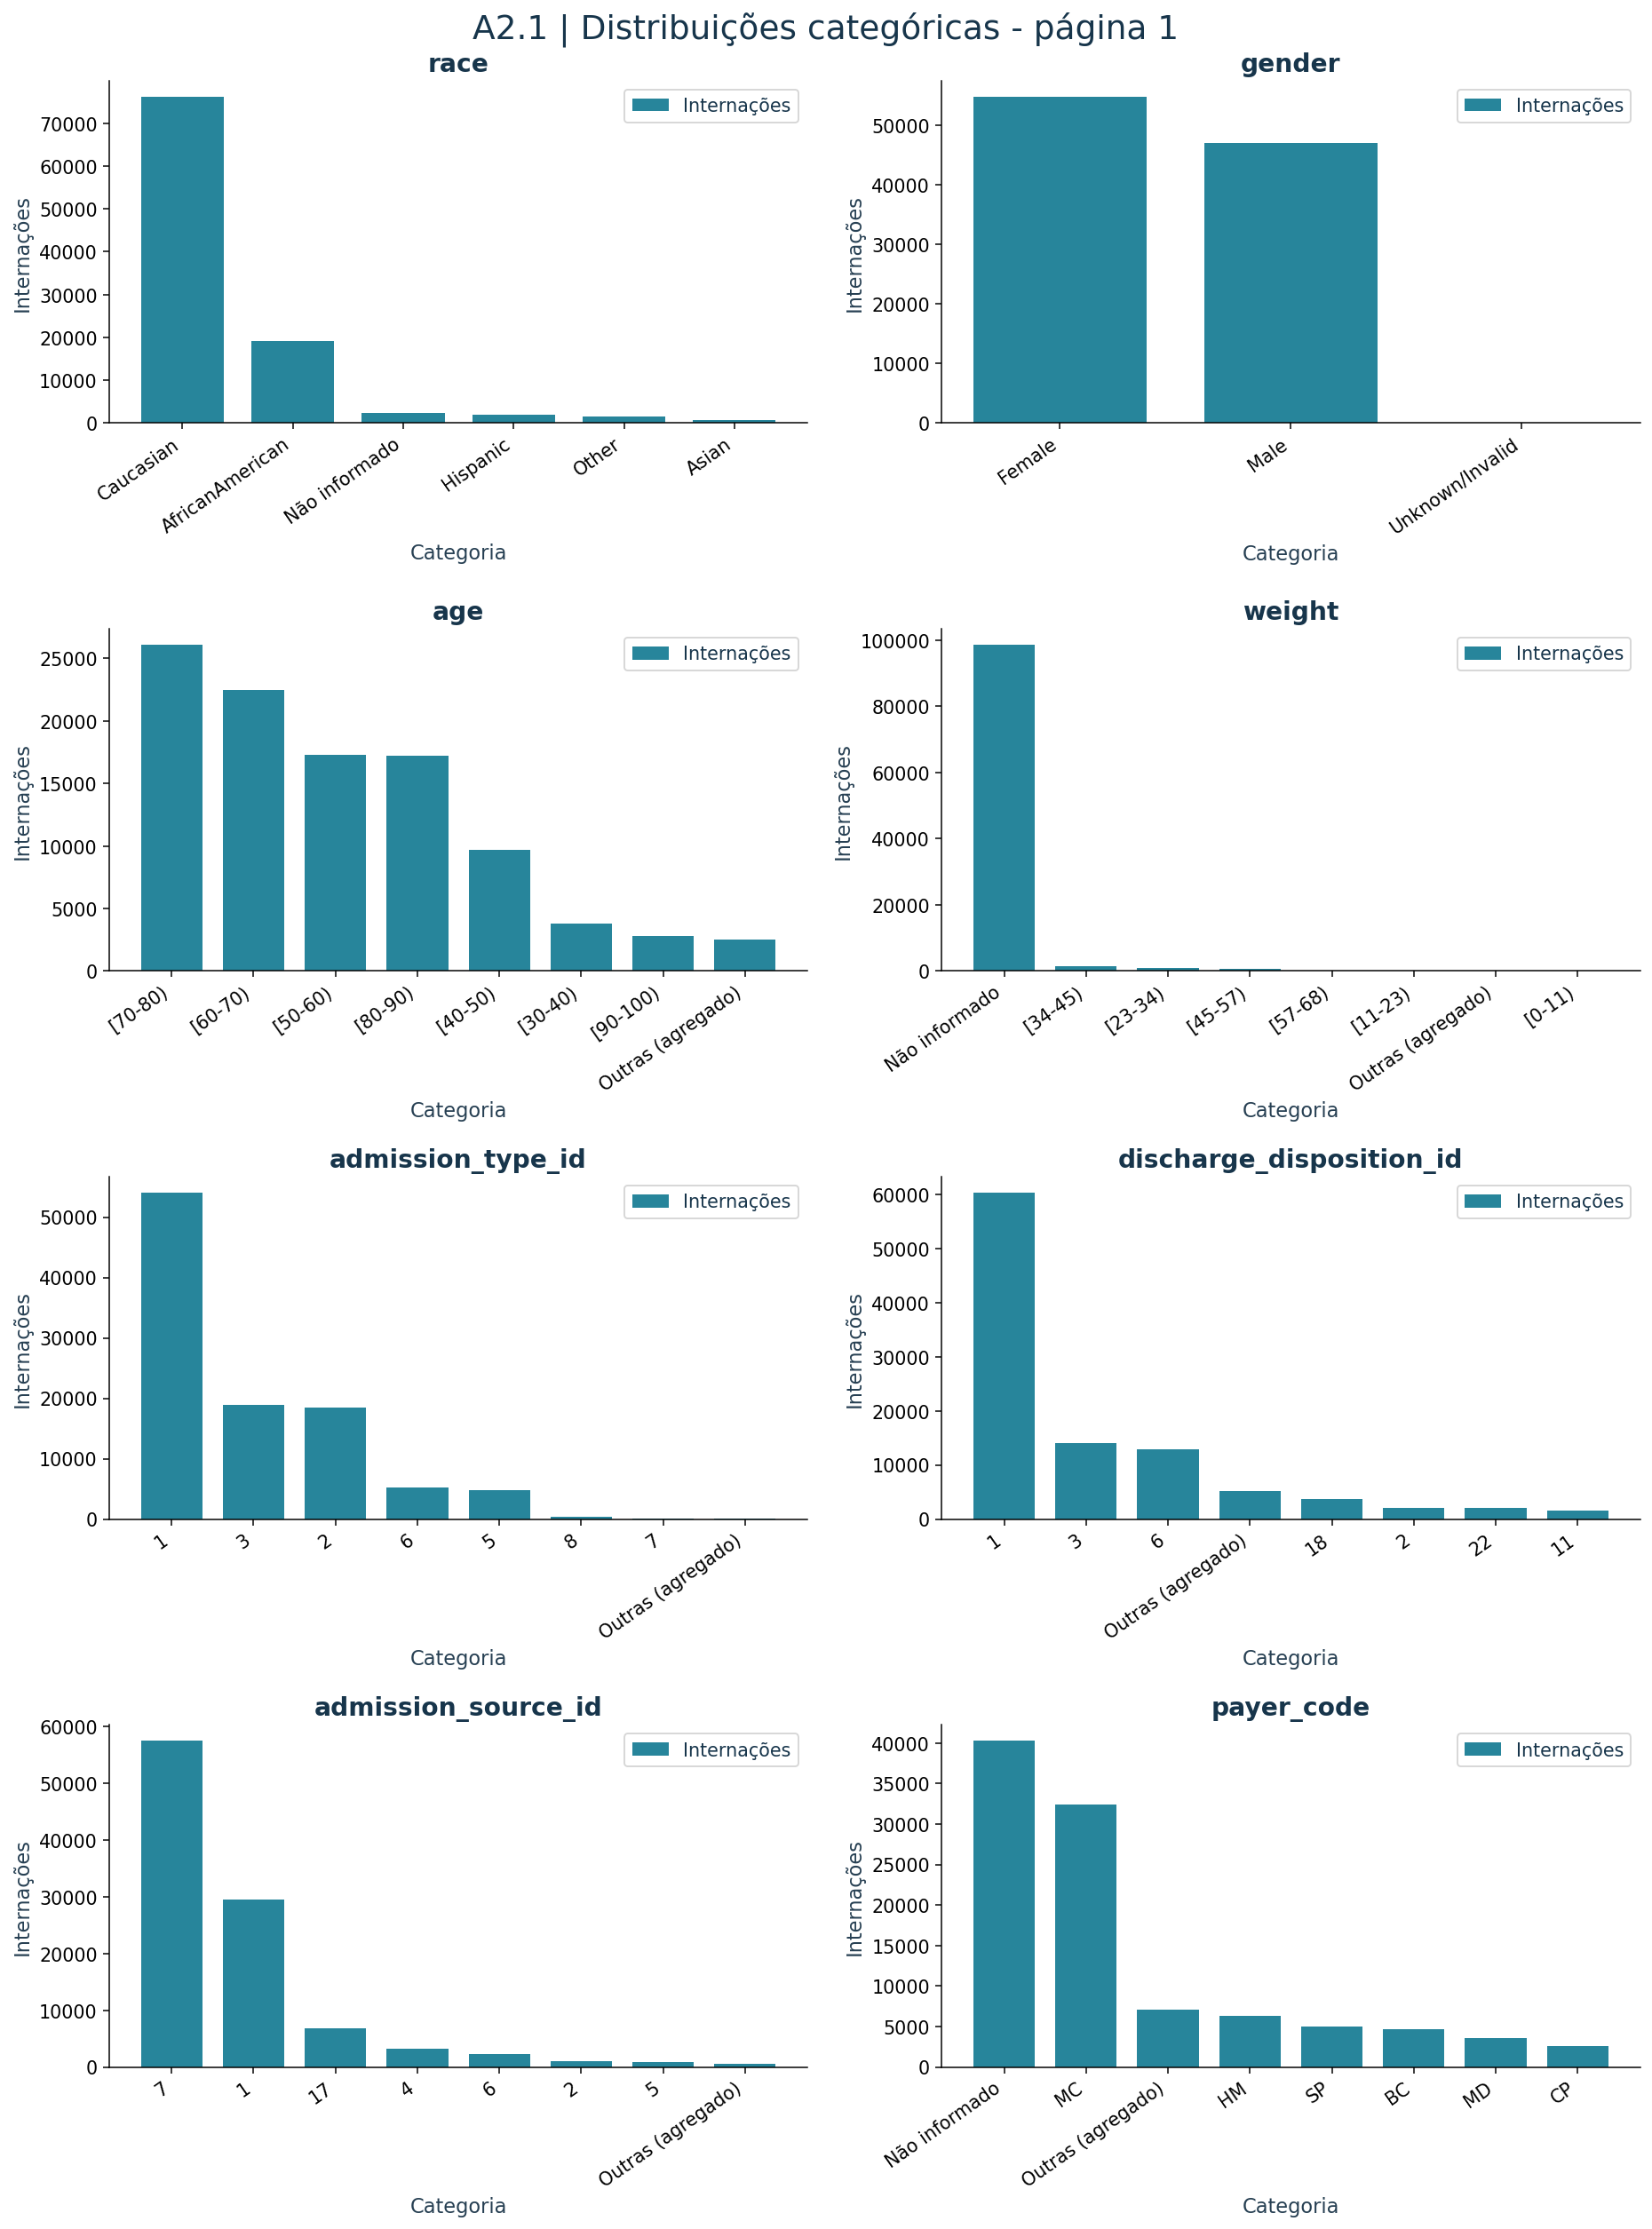 A2.1 | Distribuições categóricas - página 1
race
Internações
Internações
70000
60000
50000
40000
30000
20000
10000
0
Caucasian
AfricanAmerican
Não informado
Hispanic
Other
Asian
Categoria
gender
Internações
Internações
50000
40000
30000
20000
10000
0
Female
Male
Unknown/Invalid
Categoria
age
Internações
Internações
25000
20000
15000
10000
5000
0
[70-80)
[60-70)
[50-60)
[80-90)
[40-50)
[30-40)
[90-100)
Outras (agregado)
Categoria
weight
Internações
Internações
100000
80000
60000
40000
20000
0
Não informado
[34-45)
[23-34)
[45-57)
[57-68)
[11-23)
Outras (agregado)
[0-11)
Categoria
admission_type_id
Internações
Internações
50000
40000
30000
20000
10000
0
1
3
2
6
5
8
7
Outras (agregado)
Categoria
discharge_disposition_id
Internações
Internações
60000
50000
40000
30000
20000
10000
0
1
3
6
Outras (agregado)
18
2
22
11
Categoria
admission_source_id
Internações
Internações
60000
50000
40000
30000
20000
10000
0
7
1
17
4
6
2
5
Outras (agregado)
Categoria
payer_code
Internações
Internações
40000
35000
30000
25000
20000
15000
10000
5000
0
Não informado
MC
Outras (agregado)
HM
SP
BC
MD
CP
Categoria